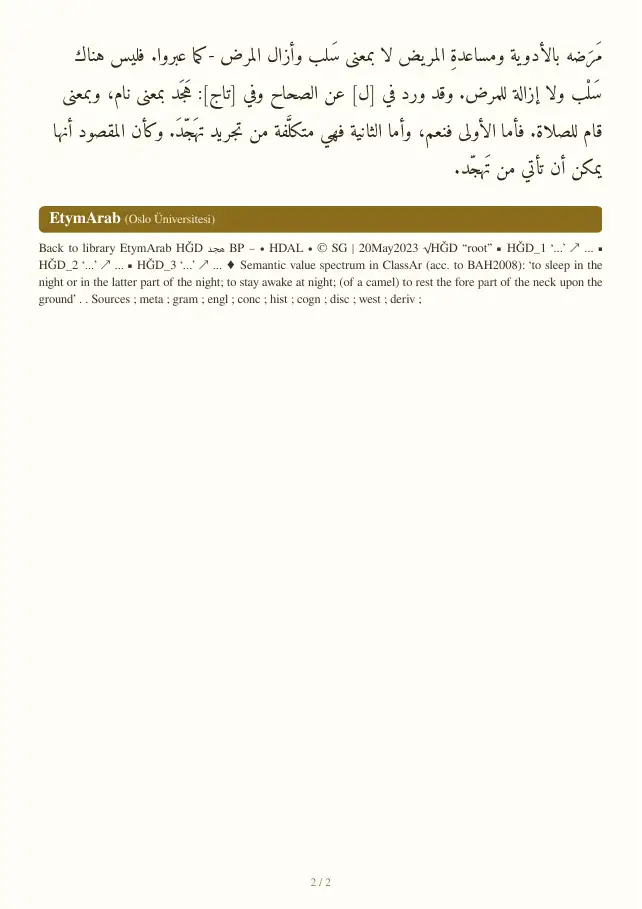 مَرَضه بالأدوية ومساعدةِ المريض لا بمعنى سَلب وأزال المرض - كما عبروا. فليس هناك
سَلْب ولا إزالة للمرض. وقد ورد في [ل] عن الصحاح وفي [تاج]: هَجَد بمعنى نام، وبمعنى
قام للصلاة. فأما الأولى فنعم، وأما الثانية فهي متكلَّفة من تجريد تَهَجّدَ. وكأن المقصود أنها
يمكن أن تأتي من تَهجّد.
EtymArab (Oslo Üniversitesi)
Back to library EtymArab HǦD هجد BP – • HDAL • © SG | 20May2023 √HǦD “root” ▪ HǦD_1 ‘...’ ↗ ... ▪
HǦD_2 ‘...’ ↗ ... ▪ HǦD_3 ‘...’ ↗ ... ♦ Semantic value spectrum in ClassAr (acc. to BAH2008): ‘to sleep in the
night or in the latter part of the night; to stay awake at night; (of a camel) to rest the fore part of the neck upon the
ground’ . . Sources ; meta ; gram ; engl ; conc ; hist ; cogn ; disc ; west ; deriv ;
2 / 2